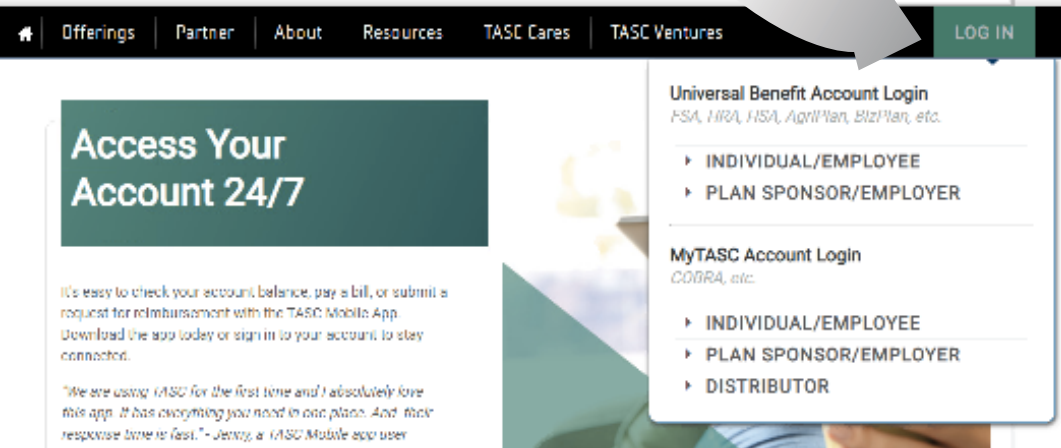 Offerings Partner About Resources TASC Cares TASC Ventures LOG IN
Access Your
Account 24/7
It's easy to check your account balance, pay a bill, or submit a
request for reimbursement with the TASC Mobile App.
Download the app today or sign in to your account to stay
connected.
"We are using TASC for the first time and I absolutely love
this app. It has everything you need in one place. And their
response time is fast." - Jenny, a TASC Mobile app user
Universal Benefit Account Login
FSA, HRA, HSA, AgriPlan, BizPlan, etc.
INDIVIDUAL/EMPLOYEE
PLAN SPONSOR/EMPLOYER
MyTASC Account Login
COBRA, etc.
INDIVIDUAL/EMPLOYEE
PLAN SPONSOR/EMPLOYER
DISTRIBUTOR